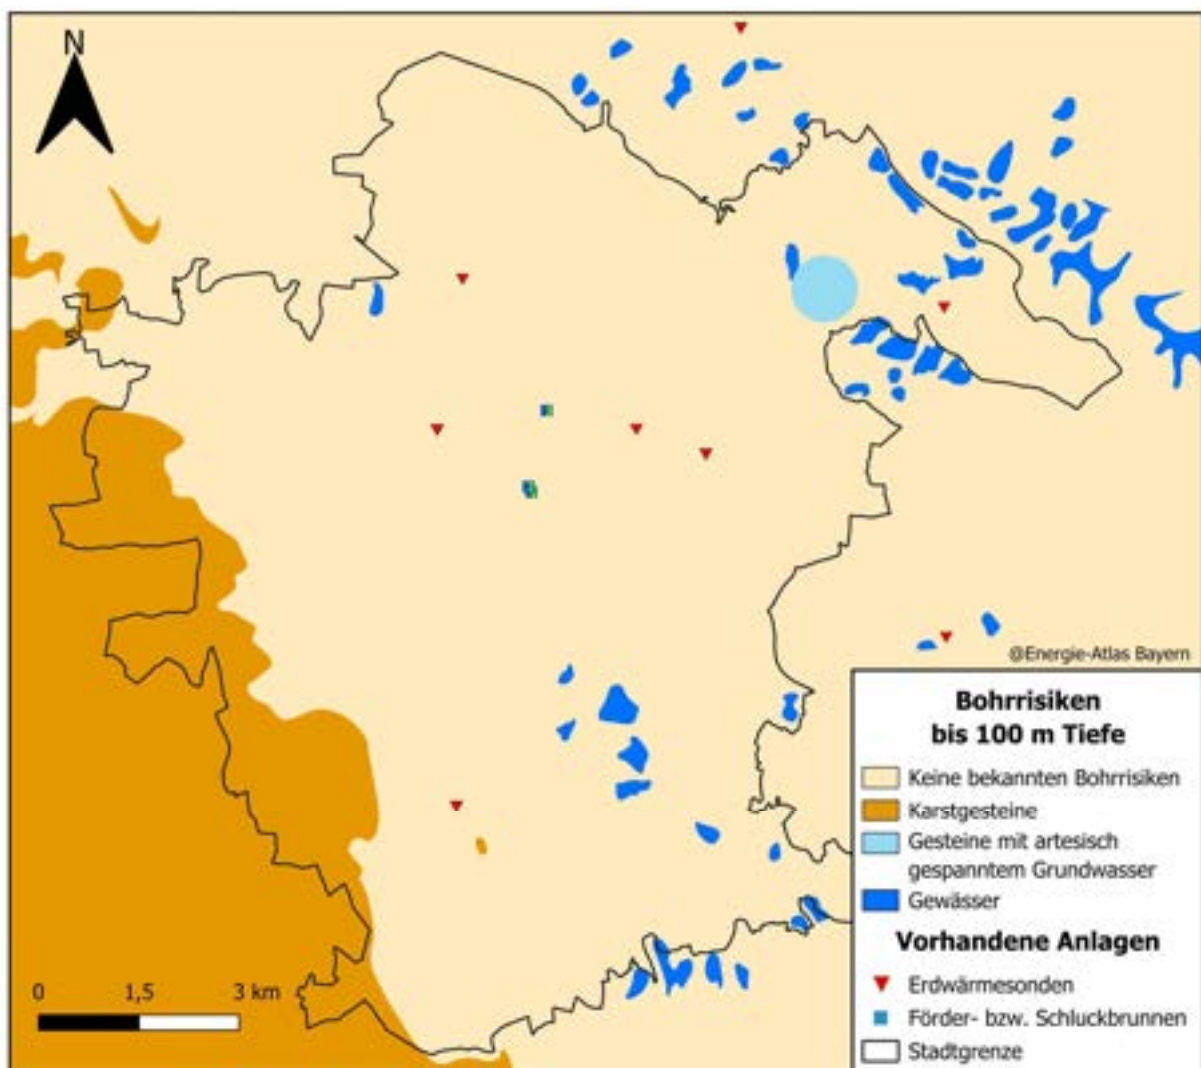 N
@Energie-Atlas Bayern
Bohrrisiken
bis 100 m Tiefe
Keine bekannten Bohrrisiken
Karstgesteine
Gesteine mit artesisch
gespanntem Grundwasser
Gewässer
Vorhandene Anlagen
Erdwärmesonden
Förder- bzw. Schluckbrunnen
Stadtgrenze
0 1,5 3 km